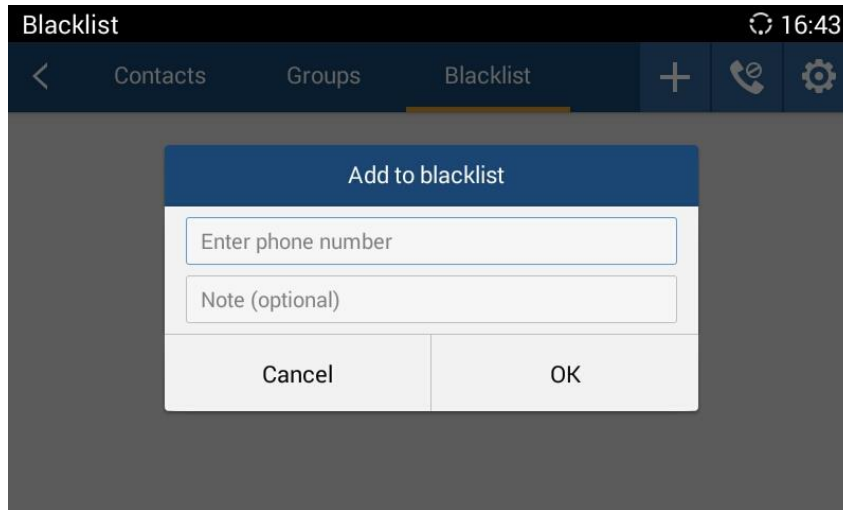 Blacklist 16:43
Contacts Groups Blacklist
Add to blacklist
Enter phone number
Note (optional)
Cancel OK